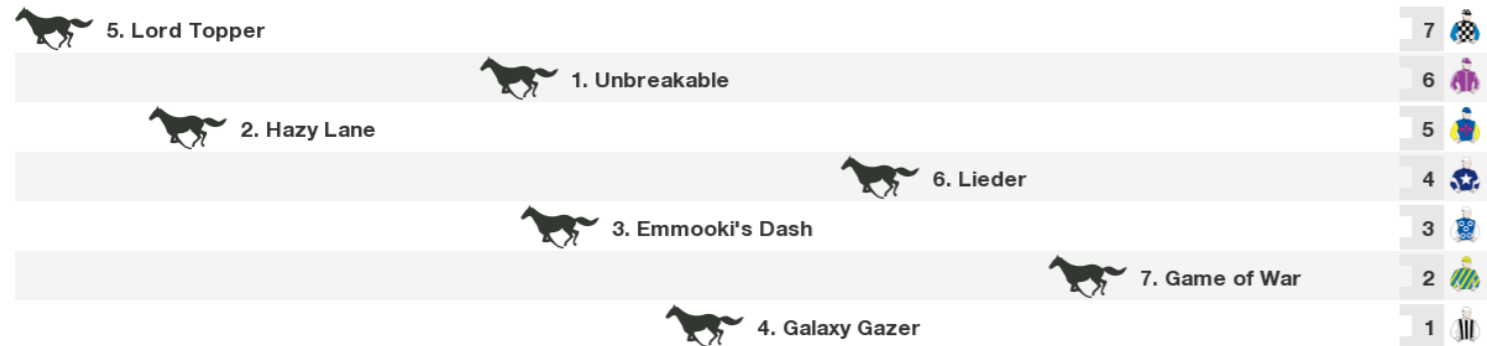 5. Lord Topper 7
1. Unbreakable 6
2. Hazy Lane 5
6. Lieder 4
3. Emmooki's Dash 3
7. Game of War 2
4. Galaxy Gazer 1